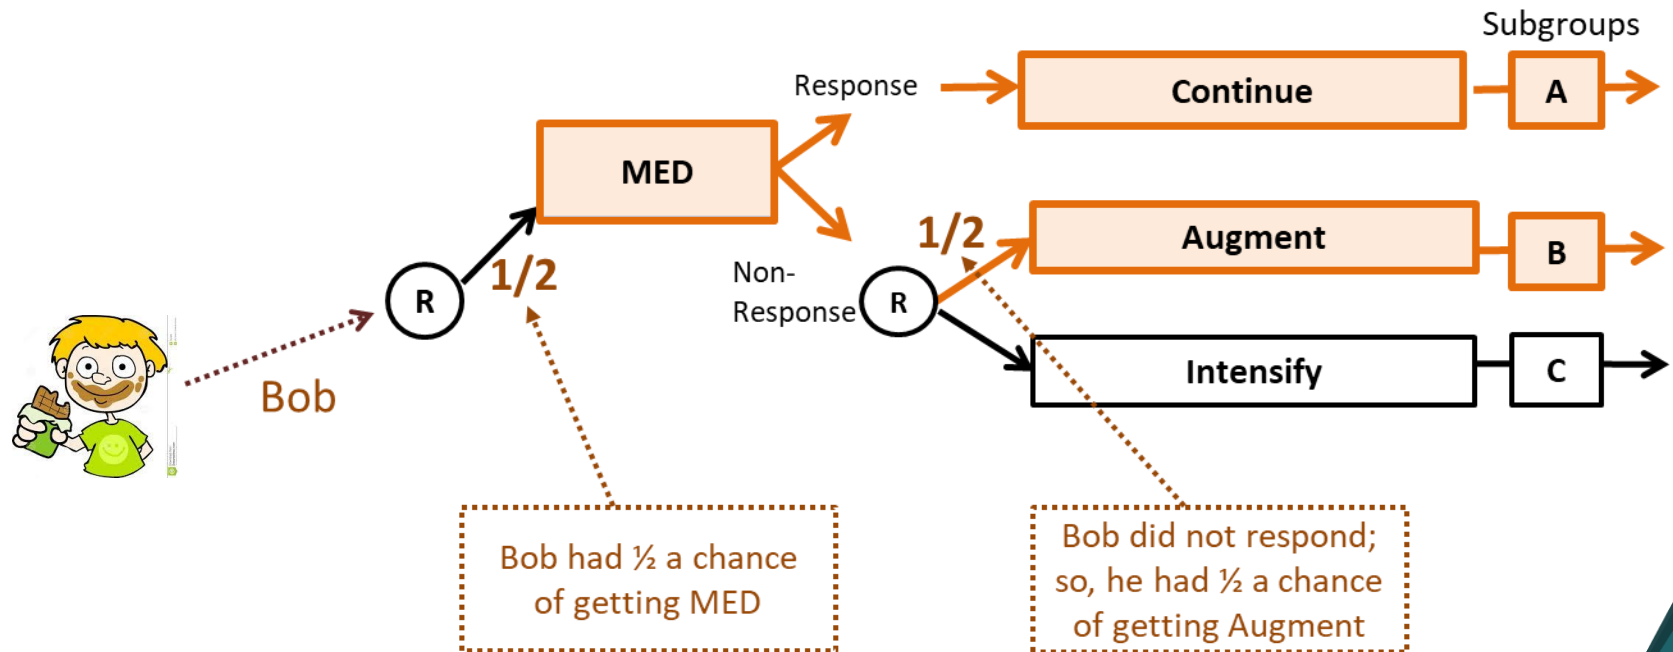 Subgroups
Response
Continue
A
MED
1/2
Augment
B
1/2
Non-
Response
R
R
Intensify
C
Bob
Bob had ½ a chance
of getting MED
Bob did not respond;
so, he had ½ a chance
of getting Augment